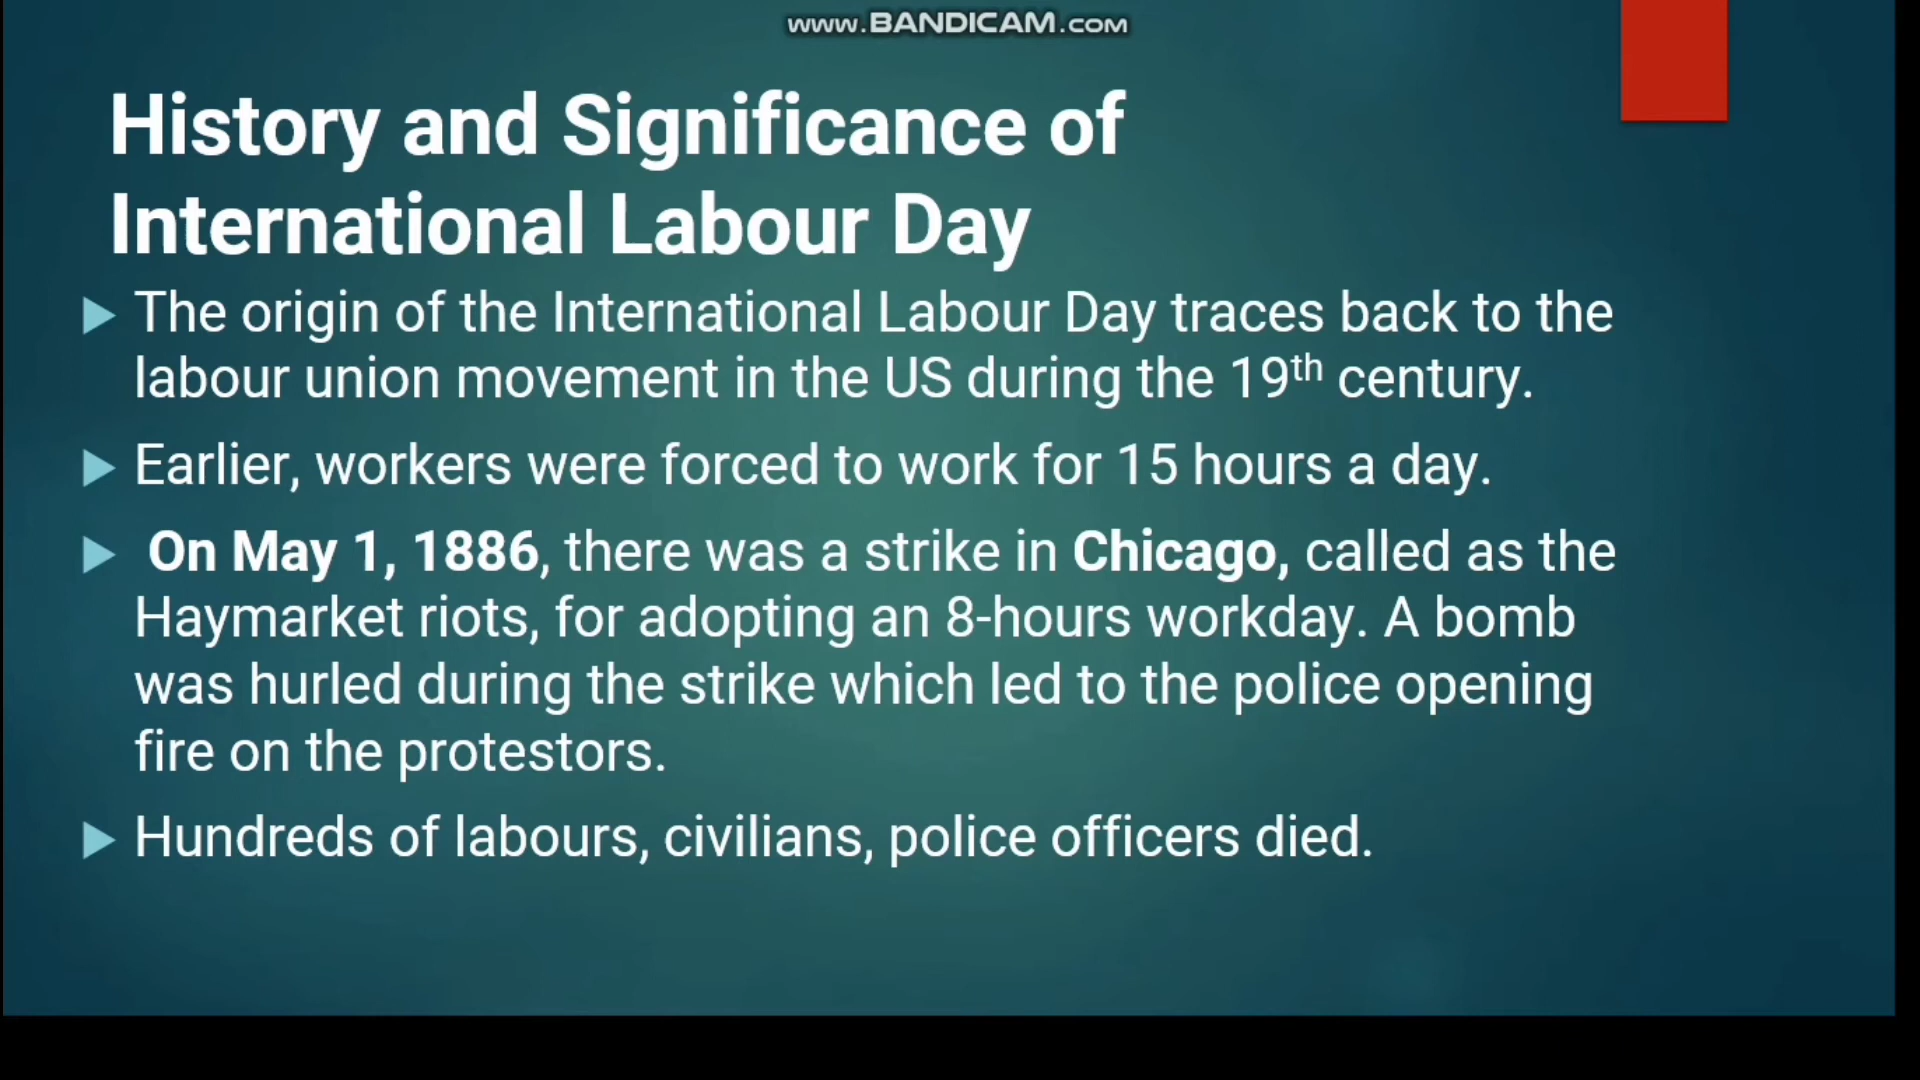 www.BANDICAM.com
History and Significance of
International Labour Day
The origin of the International Labour Day traces back to the
labour union movement in the US during the 19th century.
Earlier, workers were forced to work for 15 hours a day.
On May 1, 1886, there was a strike in Chicago, called as the
Haymarket riots, for adopting an 8-hours workday. A bomb
was hurled during the strike which led to the police opening
fire on the protestors.
Hundreds of labours, civilians, police officers died.